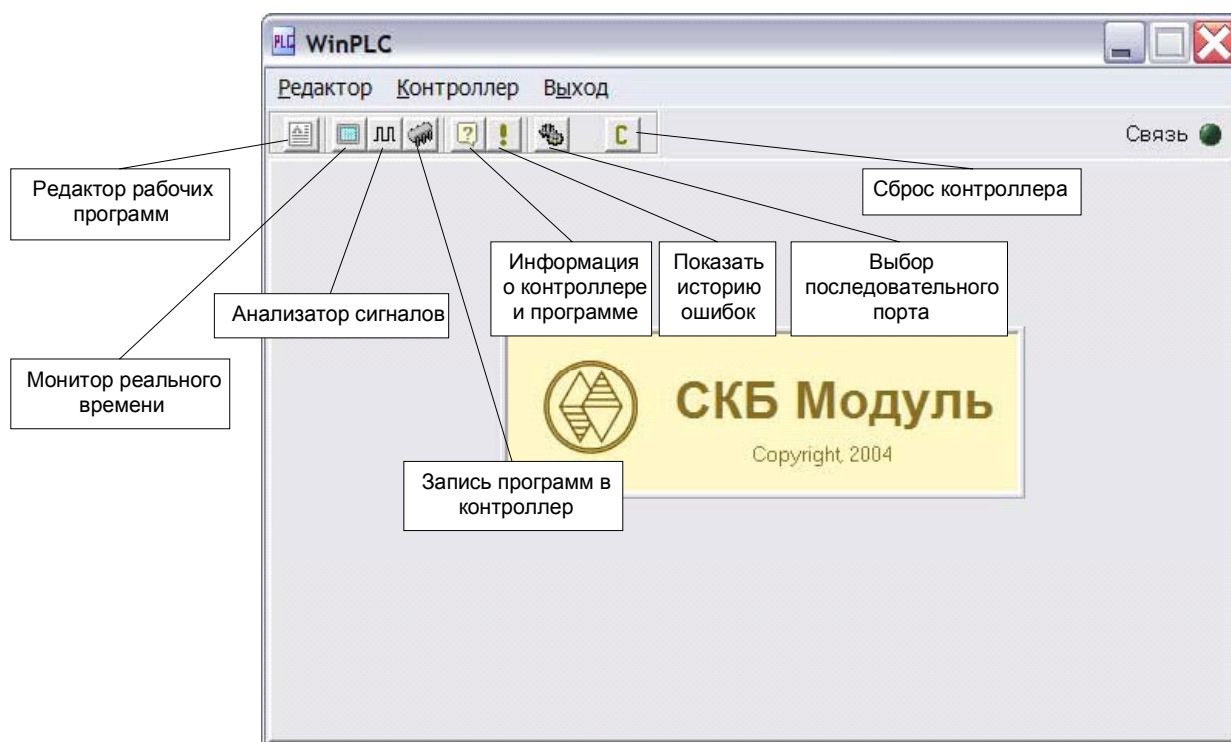 WinPLC
Редактор Контроллер Выход
С
Связь
Редактор рабочих
программ
Сброс контроллера
Информация
о контроллере
и программе
Показать
историю
ошибок
Выбор
последовательного
порта
Анализатор сигналов
Монитор реального
времени
СКБ Модуль
Copyright, 2004
Запись программ в
контроллер